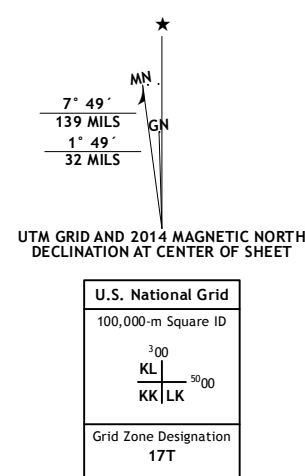 ★
MN
7° 49´
139 MILS
GN
1° 49´
32 MILS
UTM GRID AND 2014 MAGNETIC NORTH
DECLINATION AT CENTER OF SHEET
U.S. National Grid
100,000-m Square ID
³00
KL
⁵⁰00
KK LK
Grid Zone Designation
17T